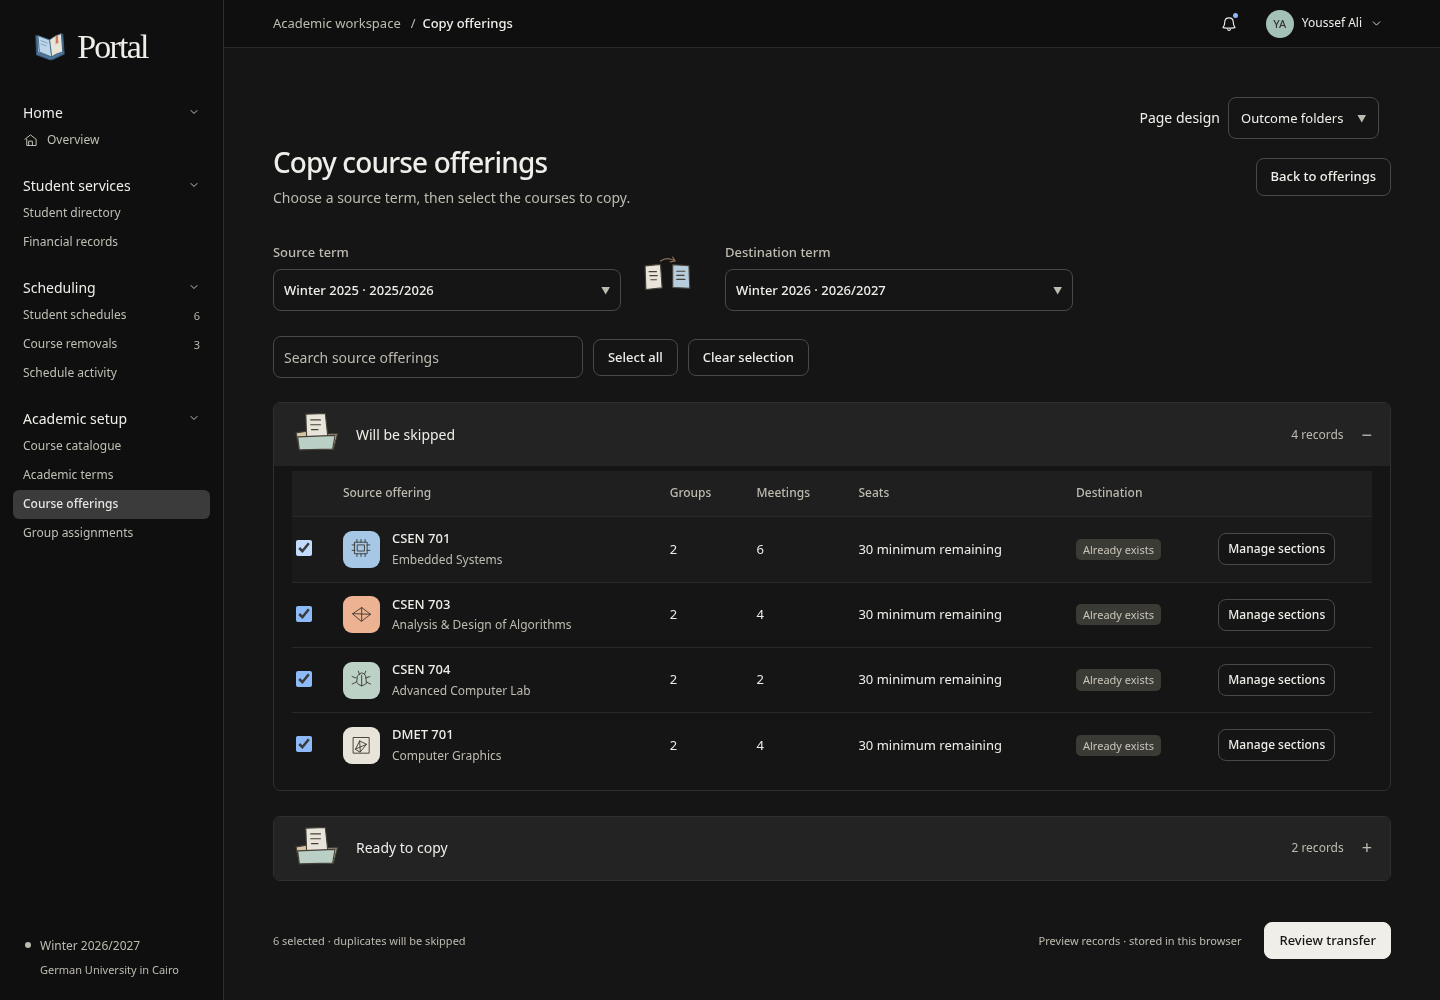 Portal
Home
Overview
Student services
Student directory
Financial records
Scheduling
Student schedules 6
Course removals 3
Schedule activity
Academic setup
Course catalogue
Academic terms
Course offerings
Group assignments
Winter 2026/2027
German University in Cairo
Academic workspace / Copy offerings
YA Youssef Ali
Page design Outcome folders
Copy course offerings
Choose a source term, then select the courses to copy.
Back to offerings
Source term
Winter 2025 · 2025/2026
Destination term
Winter 2026 · 2026/2027
Search source offerings Select all Clear selection
Will be skipped 4 records
Source offering Groups Meetings Seats Destination
CSEN 701
Embedded Systems
2 6 30 minimum remaining Already exists Manage sections
CSEN 703
Analysis & Design of Algorithms
2 4 30 minimum remaining Already exists Manage sections
CSEN 704
Advanced Computer Lab
2 2 30 minimum remaining Already exists Manage sections
DMET 701
Computer Graphics
2 4 30 minimum remaining Already exists Manage sections
Ready to copy 2 records
6 selected · duplicates will be skipped
Preview records · stored in this browser
Review transfer